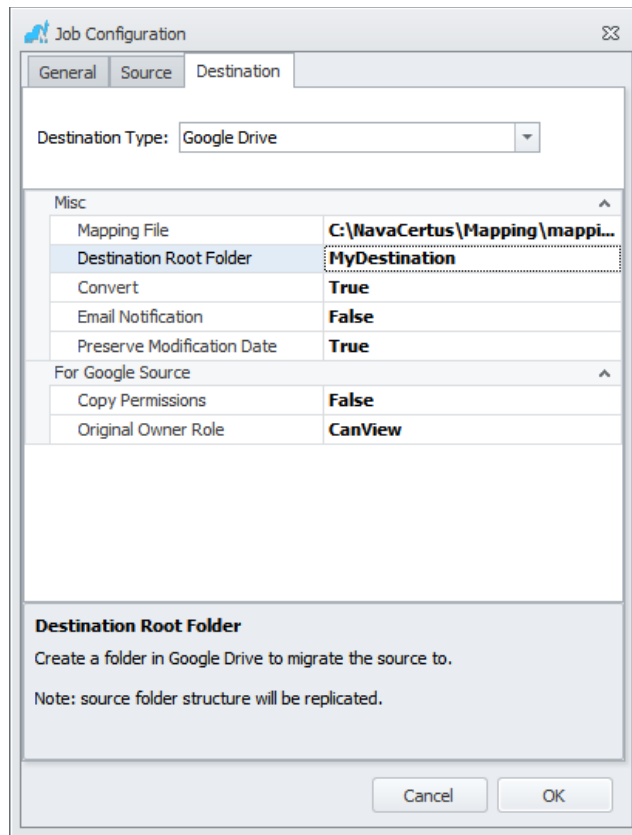 Job Configuration
General Source Destination
Destination Type: Google Drive
Misc
Mapping File C:\NavaCertus\Mapping\mappi...
Destination Root Folder MyDestination
Convert True
Email Notification False
Preserve Modification Date True
For Google Source
Copy Permissions False
Original Owner Role CanView
Destination Root Folder
Create a folder in Google Drive to migrate the source to.
Note: source folder structure will be replicated.
Cancel OK